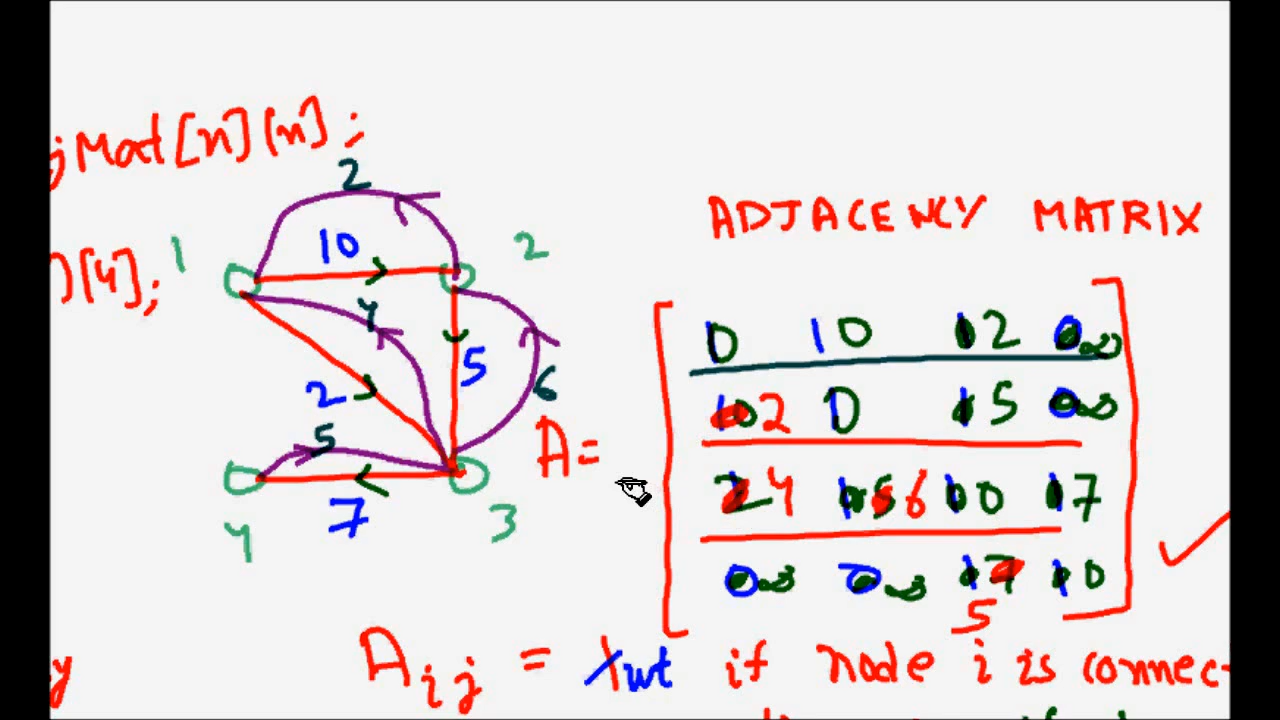 jMat[n][n];
2
10
1
2
ADJACENCY MATRIX
)[4];
4
0 10 2 ∞
2
5
6
2 0 5 ∞
5
A =
4 6 0 7
7
3
4
∞ ∞ 5 0
y
Aij = wt if node i is connec-